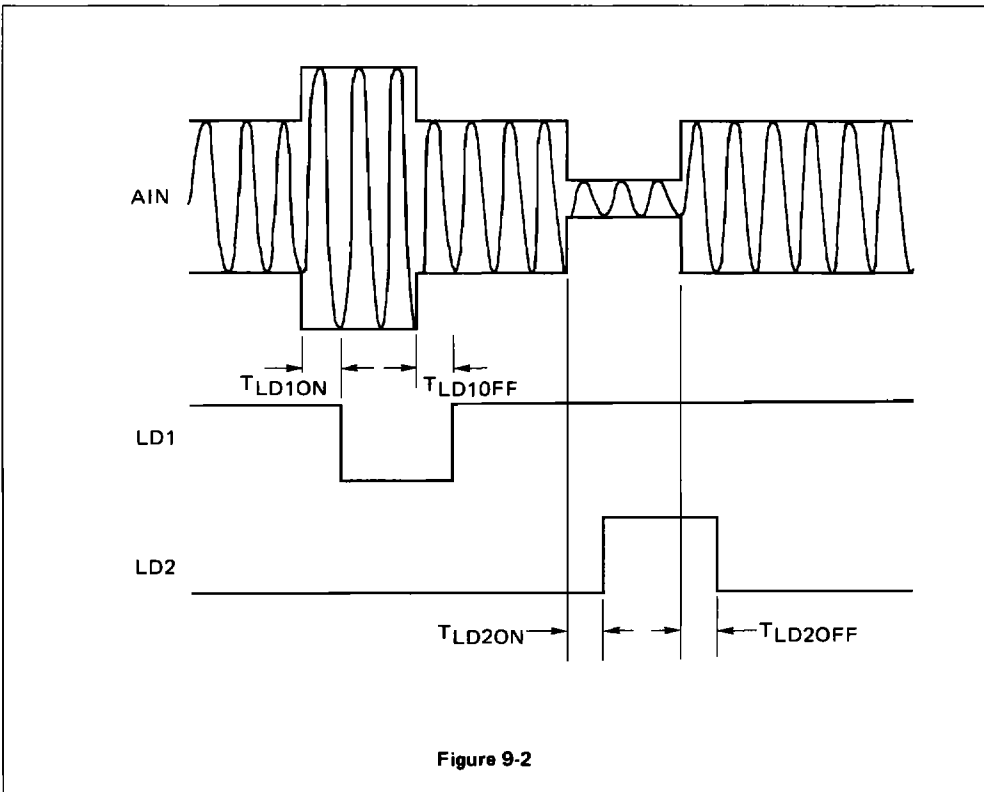 AIN
TLD1ON TLD1OFF
LD1
LD2
TLD2ON TLD2OFF
Figure 9-2